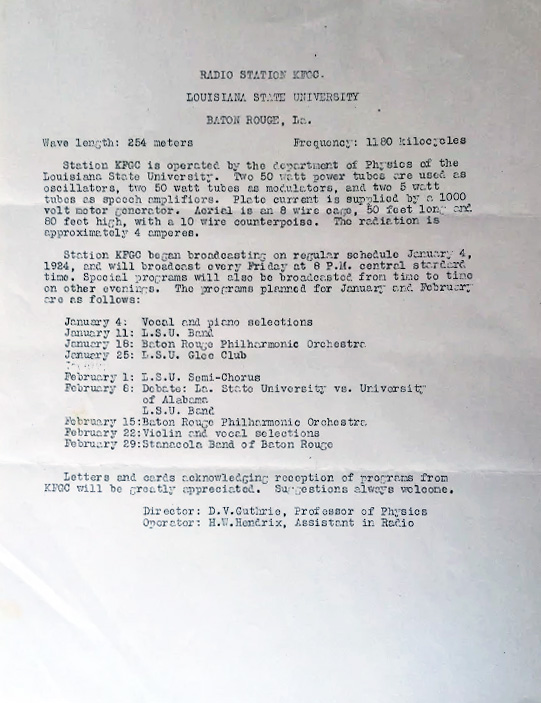 RADIO STATION KFGC.
LOUISIANA STATE UNIVERSITY
BATON ROUGE, La.
Wave length: 254 meters Frequency: 1180 kilocycles
Station KFGC is operated by the department of Physics of the
Louisiana State University. Two 50 watt power tubes are used as
oscillators, two 50 watt tubes as modulators, and two 5 watt
tubes as speech amplifiers. Plate current is supplied by a 1000
volt motor generator. Aerial is an 8 wire cage, 50 feet long and
80 feet high, with a 10 wire counterpoise. The radiation is
approximately 4 amperes.
Station KFGC began broadcasting on regular schedule January 4,
1924, and will broadcast every Friday at 8 P.M. central standard
time. Special programs will also be broadcasted from time to time
on other evenings. The programs planned for January and February
are as follows:
January 4: Vocal and piano selections
January 11: L.S.U. Band
January 18: Baton Rouge Philharmonic Orchestra
January 25: L.S.U. Glee Club
February 1: L.S.U. Semi-Chorus
February 8: Debate: La. State University vs. University
of Alabama
L.S.U. Band
February 15:Baton Rouge Philharmonic Orchestra
February 22:Violin and vocal selections
February 29:Stanacola Band of Baton Rouge
Letters and cards acknowledging reception of programs from
KFGC will be greatly appreciated. Suggestions always welcome.
Director: D.V.Guthrie, Professor of Physics
Operator: H.W.Hendrix, Assistant in Radio